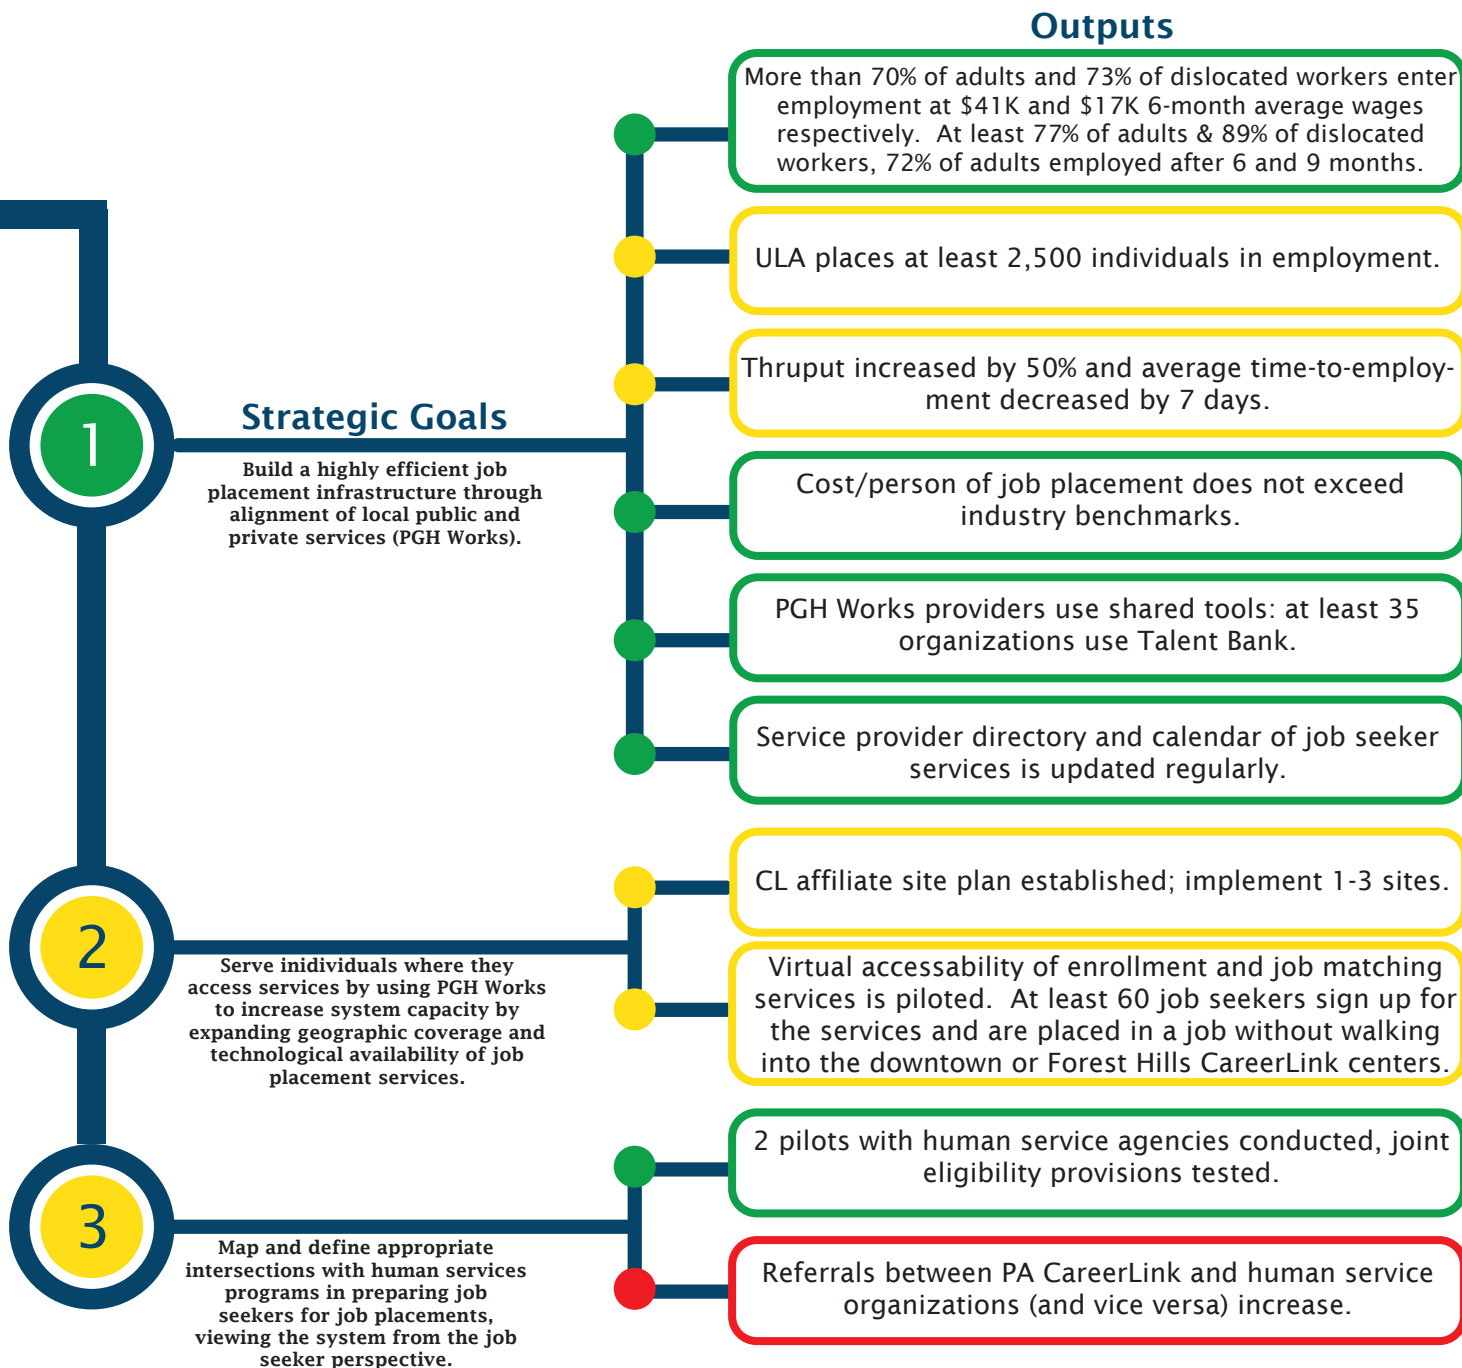 Outputs
More than 70% of adults and 73% of dislocated workers enter
employment at $41K and $17K 6-month average wages
respectively.  At least 77% of adults & 89% of dislocated
workers, 72% of adults employed after 6 and 9 months.
ULA places at least 2,500 individuals in employment.
Thruput increased by 50% and average time-to-employ-
ment decreased by 7 days.
1
Strategic Goals
Build a highly efficient job
placement infrastructure through
alignment of local public and
private services (PGH Works).
Cost/person of job placement does not exceed
industry benchmarks.
PGH Works providers use shared tools: at least 35
organizations use Talent Bank.
Service provider directory and calendar of job seeker
services is updated regularly.
2
Serve inidividuals where they
access services by using PGH Works
to increase system capacity by
expanding geographic coverage and
technological availability of job
placement services.
CL affiliate site plan established; implement 1-3 sites.
Virtual accessability of enrollment and job matching
services is piloted.  At least 60 job seekers sign up for
the services and are placed in a job without walking
into the downtown or Forest Hills CareerLink centers.
3
Map and define appropriate
intersections with human services
programs in preparing job
seekers for job placements,
viewing the system from the job
seeker perspective.
2 pilots with human service agencies conducted, joint
eligibility provisions tested.
Referrals between PA CareerLink and human service
organizations (and vice versa) increase.